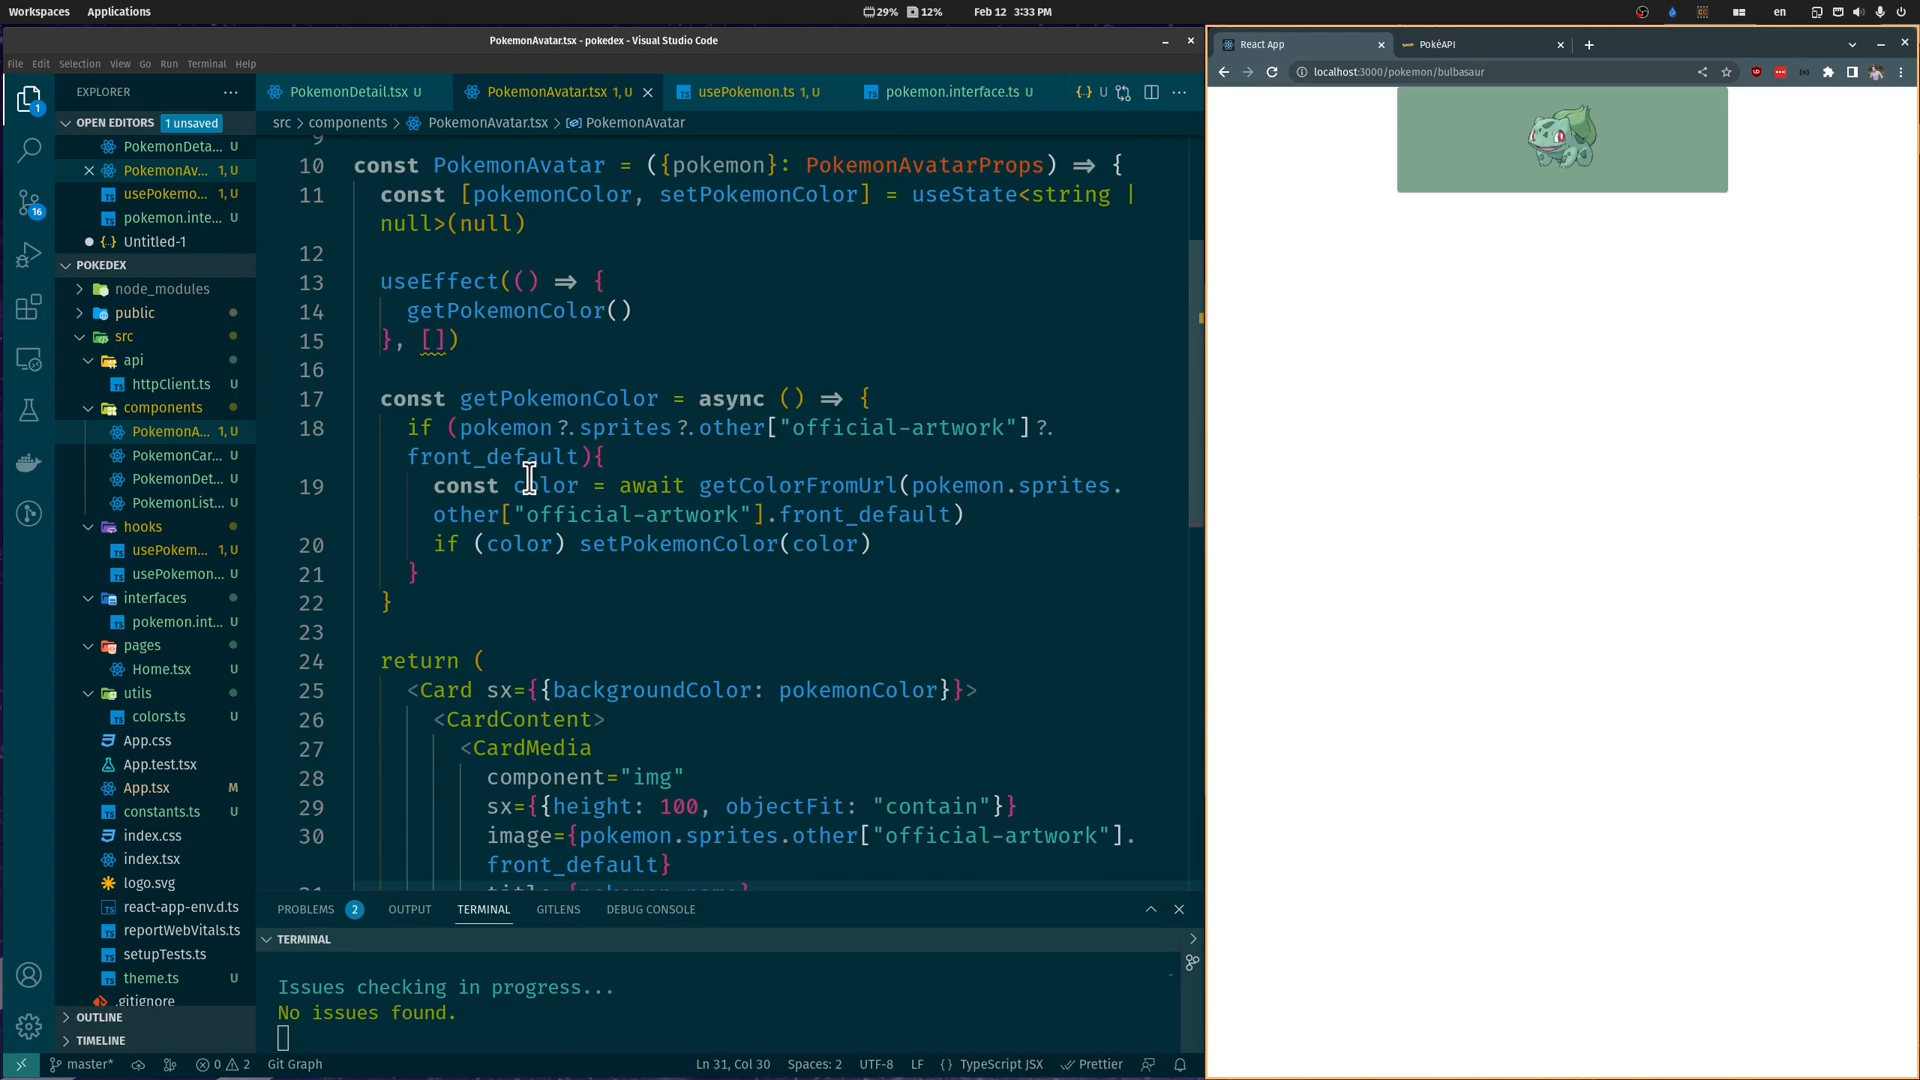 Workspaces Applications 29% 12% Feb 12 3:33 PM en
PokemonAvatar.tsx - pokedex - Visual Studio Code
File Edit Selection View Go Run Terminal Help
EXPLORER
OPEN EDITORS 1 unsaved
PokemonDeta... U
PokemonAv... 1, U
usePokemo... 1, U
pokemon.inte... U
Untitled-1
POKEDEX
node_modules
public
src
api
httpClient.ts U
components
PokemonA... 1, U
PokemonCar... U
PokemonDet... U
PokemonList... U
hooks
usePokem... 1, U
usePokemon... U
interfaces
pokemon.int... U
pages
Home.tsx U
utils
colors.ts U
App.css
App.test.tsx
App.tsx M
constants.ts U
index.css
index.tsx
logo.svg
react-app-env.d.ts
reportWebVitals.ts
setupTests.ts
theme.ts U
.gitignore
OUTLINE
TIMELINE
1
16
PokemonDetail.tsx U PokemonAvatar.tsx 1, U usePokemon.ts 1, U pokemon.interface.ts U {} U
src > components > PokemonAvatar.tsx > PokemonAvatar
9
10 const PokemonAvatar = ({pokemon}: PokemonAvatarProps) => {
11 const [pokemonColor, setPokemonColor] = useState<string |
null>(null)
12
13 useEffect(() => {
14 getPokemonColor()
15 }, [])
16
17 const getPokemonColor = async () => {
18 if (pokemon?.sprites?.other["official-artwork"]?.
front_default){
19 const color = await getColorFromUrl(pokemon.sprites.
other["official-artwork"].front_default)
20 if (color) setPokemonColor(color)
21 }
22 }
23
24 return (
25 <Card sx={{backgroundColor: pokemonColor}}>
26 <CardContent>
27 <CardMedia
28 component="img"
29 sx={{height: 100, objectFit: "contain"}}
30 image={pokemon.sprites.other["official-artwork"].
front_default}
PROBLEMS 2 OUTPUT TERMINAL GITLENS DEBUG CONSOLE
TERMINAL
Issues checking in progress...
No issues found.
master* 0 2 Git Graph Ln 31, Col 30 Spaces: 2 UTF-8 LF {} TypeScript JSX Prettier
React App PokéAPI
localhost:3000/pokemon/bulbasaur